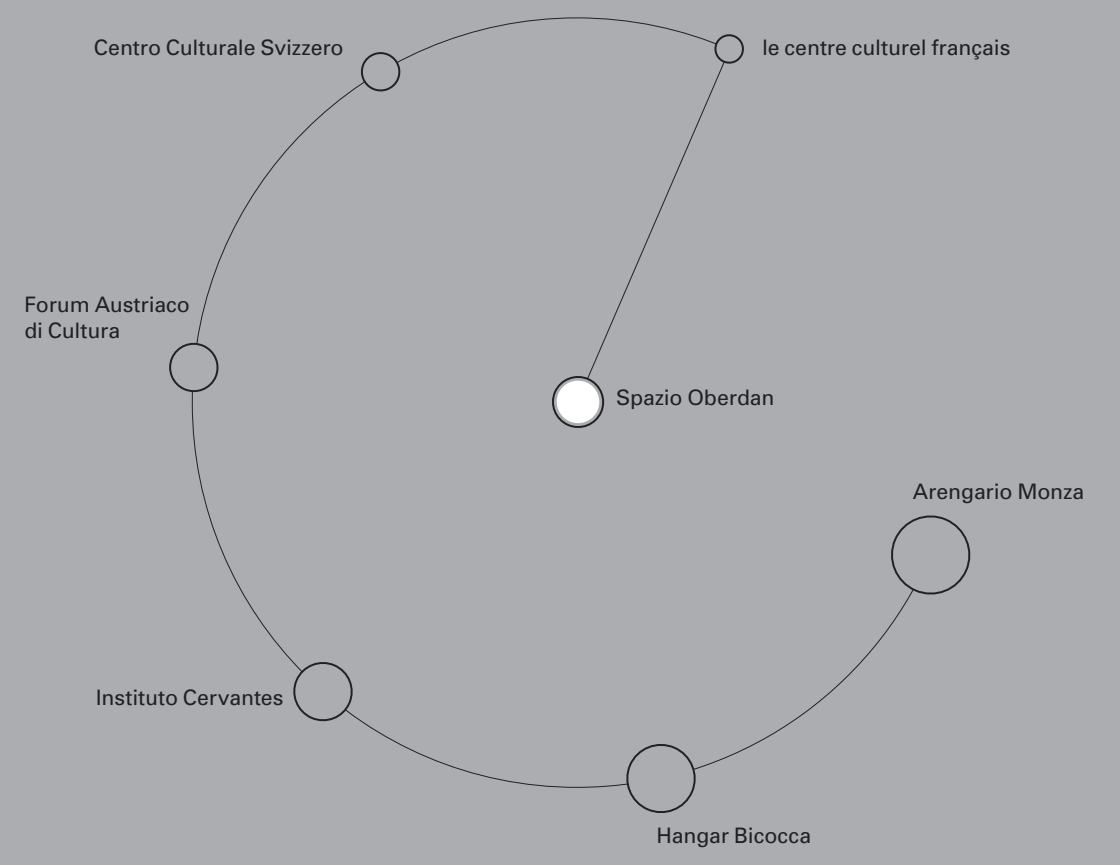 Centro Culturale Svizzero
le centre culturel français
Forum Austriaco
di Cultura
Spazio Oberdan
Arengario Monza
Instituto Cervantes
Hangar Bicocca